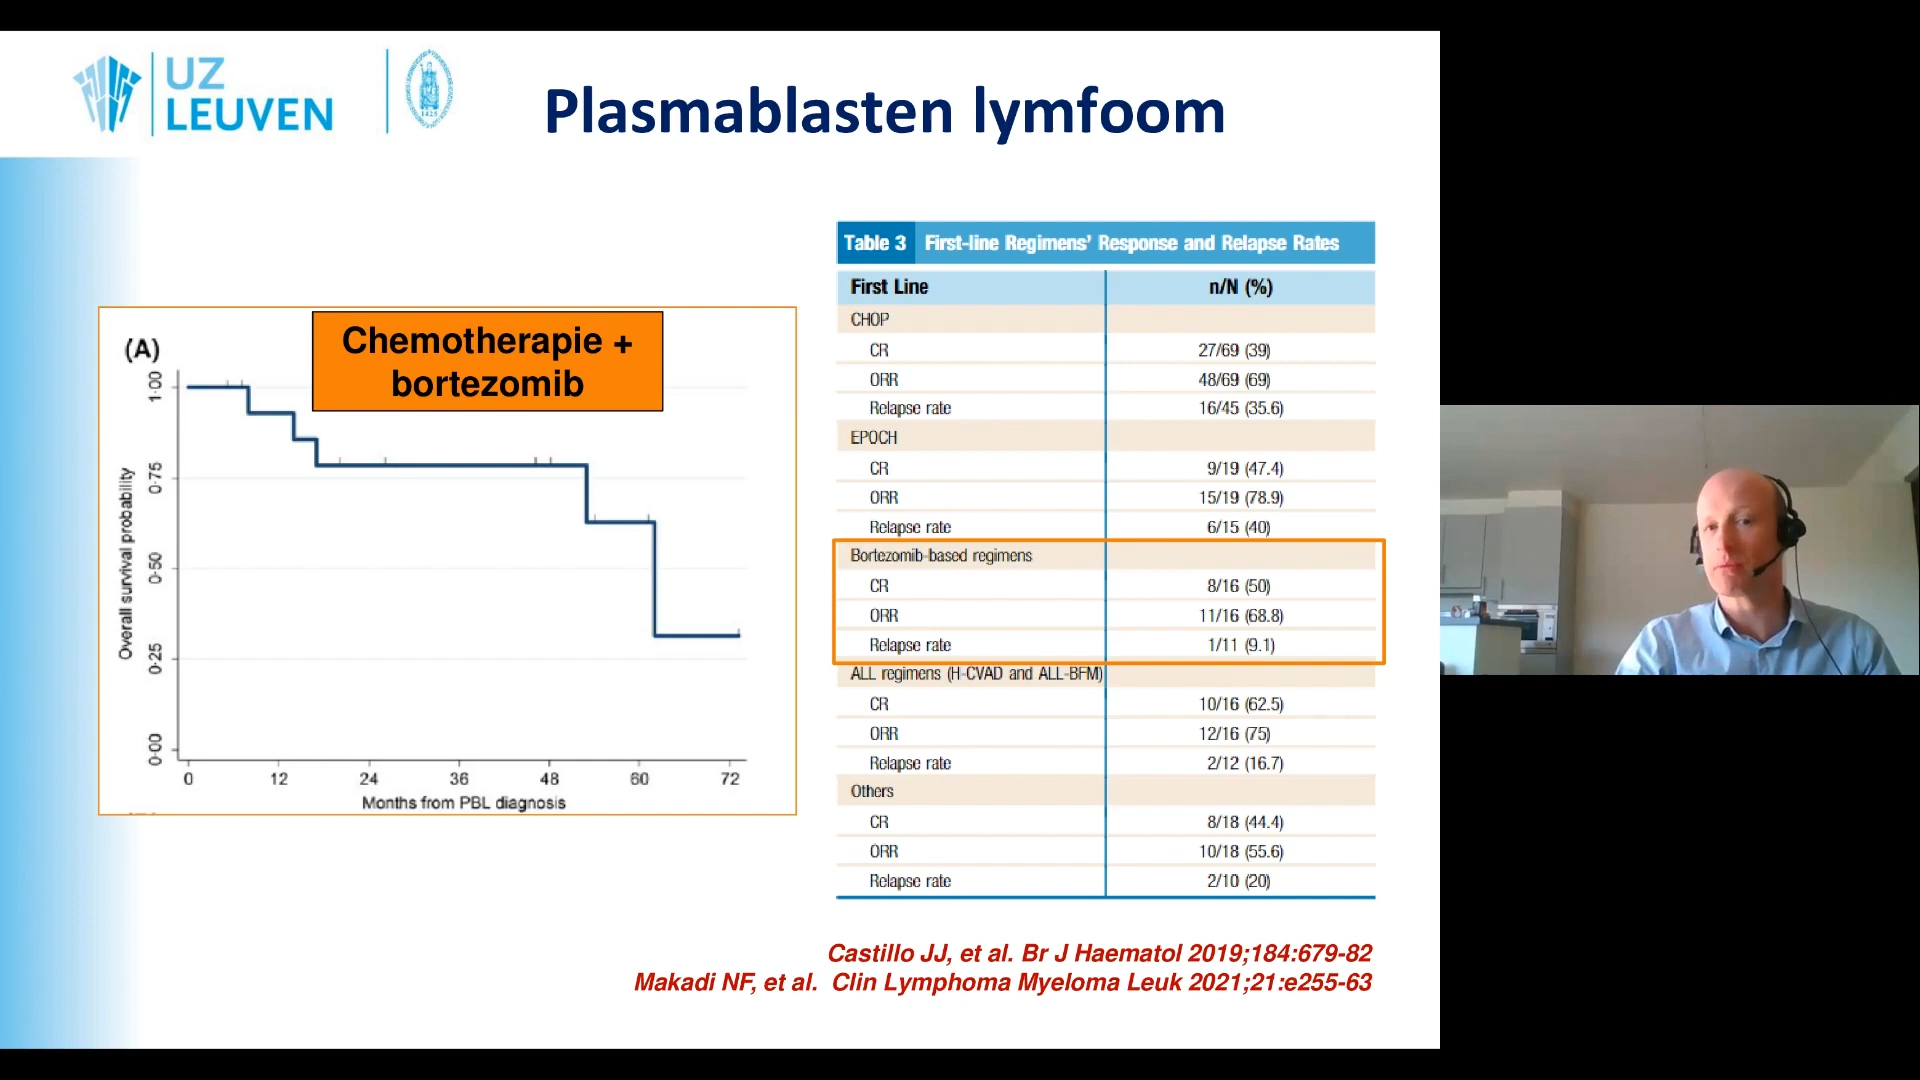 UZ
LEUVEN
1425
Plasmablasten lymfoom
(A)
Chemotherapie +
bortezomib
Overall survival probability
1·00
0·75
0·50
0·25
0·00
0 12 24 36 48 60 72
Months from PBL diagnosis
Table 3 First-line Regimens’ Response and Relapse Rates
First Line n/N (%)
CHOP
CR 27/69 (39)
ORR 48/69 (69)
Relapse rate 16/45 (35.6)
EPOCH
CR 9/19 (47.4)
ORR 15/19 (78.9)
Relapse rate 6/15 (40)
Bortezomib-based regimens
CR 8/16 (50)
ORR 11/16 (68.8)
Relapse rate 1/11 (9.1)
ALL regimens (H-CVAD and ALL-BFM)
CR 10/16 (62.5)
ORR 12/16 (75)
Relapse rate 2/12 (16.7)
Others
CR 8/18 (44.4)
ORR 10/18 (55.6)
Relapse rate 2/10 (20)
Castillo JJ, et al. Br J Haematol 2019;184:679-82
Makadi NF, et al. Clin Lymphoma Myeloma Leuk 2021;21:e255-63